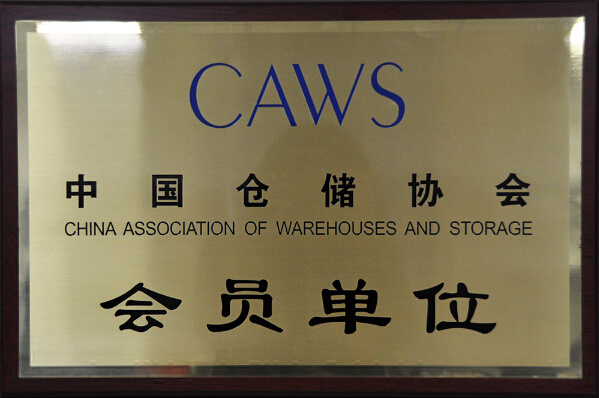 CAWS
中国仓储协会
CHINA ASSOCIATION OF WAREHOUSES AND STORAGE
会员单位